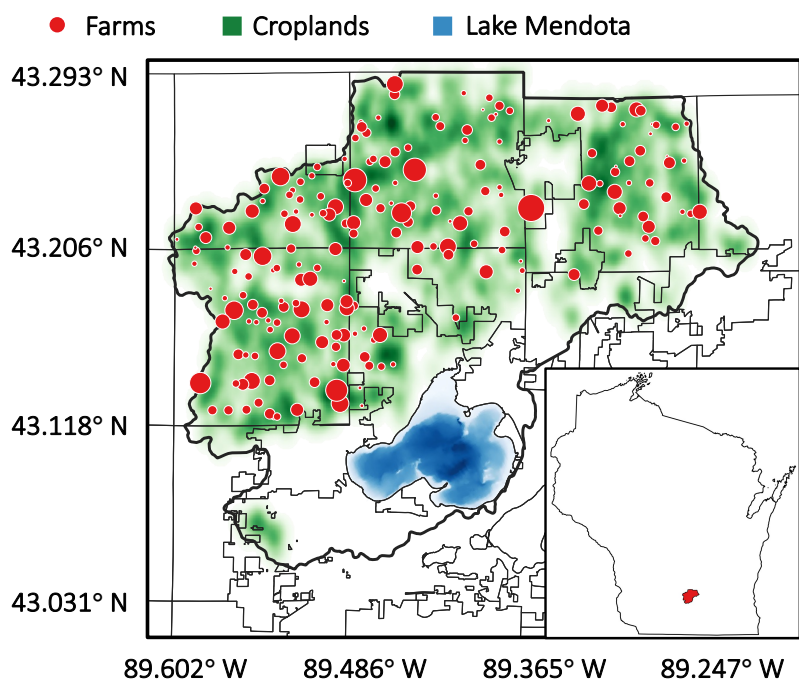 Farms Croplands Lake Mendota
43.293° N
43.206° N
43.118° N
43.031° N
89.602° W 89.486° W 89.365° W 89.247° W